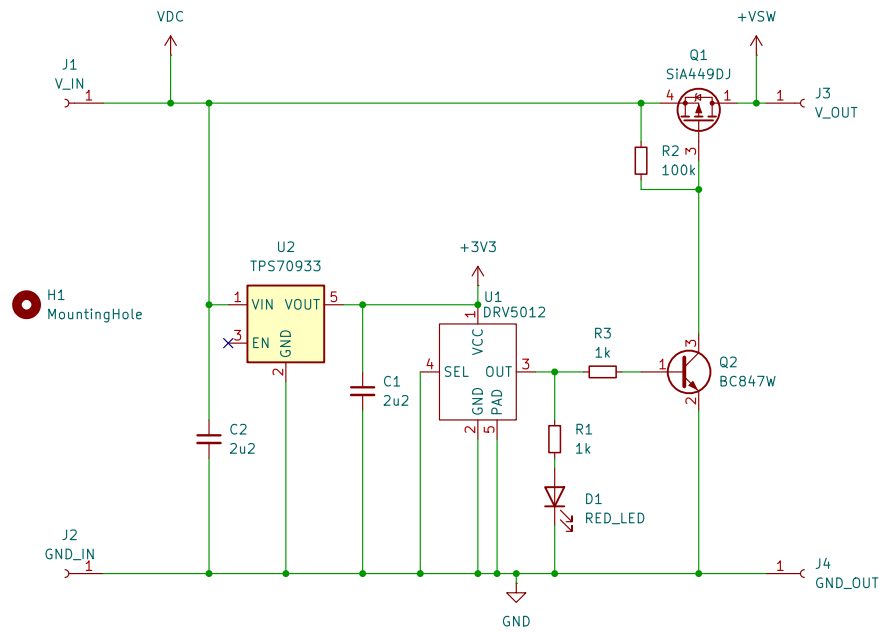 VDC
+VSW
J1
V_IN
1
Q1
SiA449DJ
4
1
3
1
J3
V_OUT
R2
100k
U2
TPS70933
1
VIN
VOUT
5
3
EN
GND
2
+3V3
U1
DRV5012
1
VCC
4
SEL
OUT
3
GND
PAD
2
5
H1
MountingHole
R3
1k
3
1
2
Q2
BC847W
C1
2u2
C2
2u2
R1
1k
D1
RED_LED
J2
GND_IN
1
1
J4
GND_OUT
GND